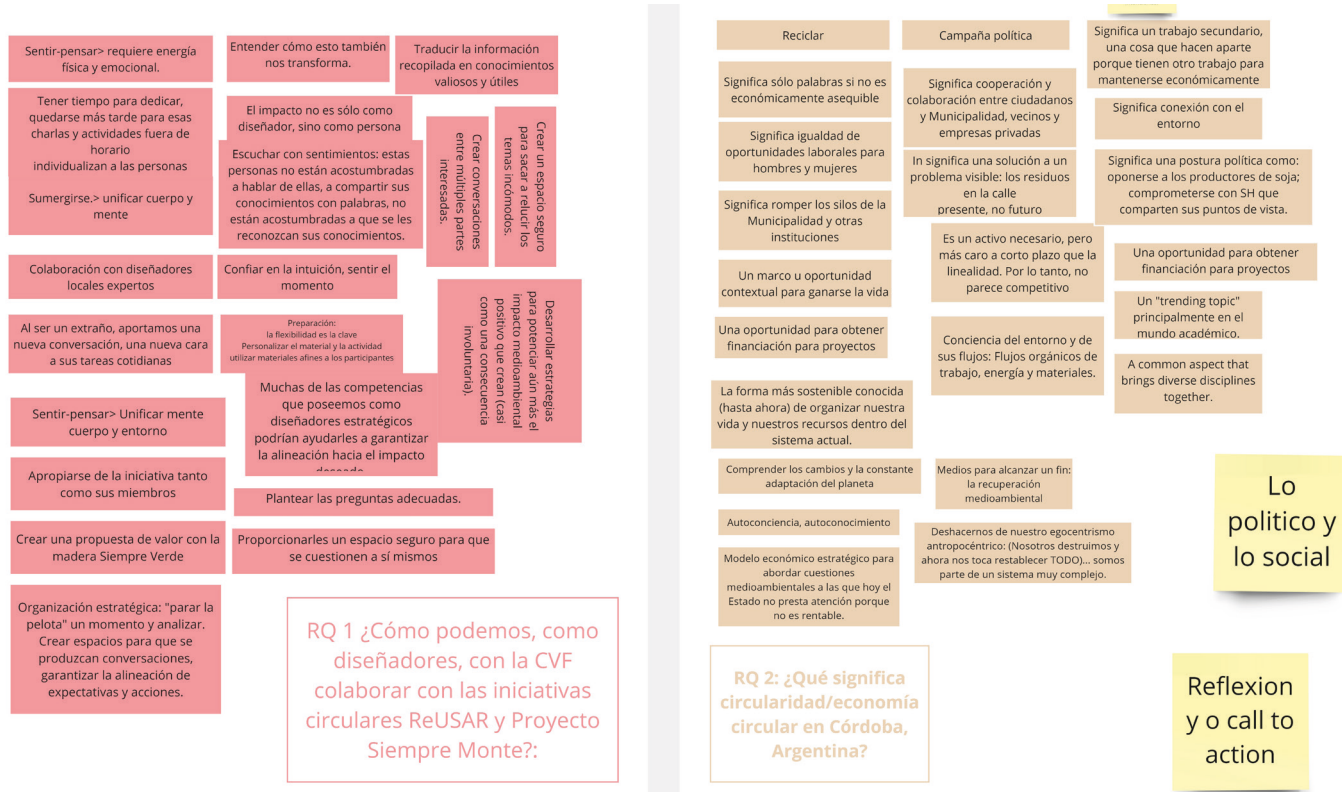 Sentir-pensar> requiere energía
física y emocional.
Tener tiempo para dedicar,
quedarse más tarde para esas
charlas y actividades fuera de
horario
individualizan a las personas
Sumergirse.> unificar cuerpo y
mente
Colaboración con diseñadores
locales expertos
Al ser un extraño, aportamos una
nueva conversación, una nueva cara
a sus tareas cotidianas
Sentir-pensar> Unificar mente
cuerpo y entorno
Apropiarse de la iniciativa tanto
como sus miembros
Crear una propuesta de valor con la
madera Siempre Verde
Organización estratégica: "parar la
pelota" un momento y analizar.
Crear espacios para que se
produzcan conversaciones,
garantizar la alineación de
expectativas y acciones.
Entender cómo esto también
nos transforma.
El impacto no es sólo como
diseñador, sino como persona
Escuchar con sentimientos: estas
personas no están acostumbradas
a hablar de ellas, a compartir sus
conocimientos con palabras, no
están acostumbradas a que se les
reconozcan sus conocimientos.
Confiar en la intuición, sentir el
momento
Preparación:
la flexibilidad es la clave
Personalizar el material y la actividad
utilizar materiales afines a los participantes
Muchas de las competencias
que poseemos como
diseñadores estratégicos
podrían ayudarles a garantizar
la alineación hacia el impacto
Plantear las preguntas adecuadas.
Proporcionarles un espacio seguro para que
se cuestionen a sí mismos
Traducir la información
recopilada en conocimientos
valiosos y útiles
Crear conversaciones
entre múltiples partes
interesadas.
Crear un espacio seguro
para sacar a relucir los
temas incómodos.
Desarrollar estrategias
para potenciar aún más el
impacto medioambiental
positivo que crean (casi
como una consecuencia
involuntaria).
RQ 1 ¿Cómo podemos, como
diseñadores, con la CVF
colaborar con las iniciativas
circulares ReUSAR y Proyecto
Siempre Monte?:
Reciclar
Significa sólo palabras si no es
económicamente asequible
Significa igualdad de
oportunidades laborales para
hombres y mujeres
Significa romper los silos de la
Municipalidad y otras
instituciones
Un marco u oportunidad
contextual para ganarse la vida
Una oportunidad para obtener
financiación para proyectos
La forma más sostenible conocida
(hasta ahora) de organizar nuestra
vida y nuestros recursos dentro del
sistema actual.
Comprender los cambios y la constante
adaptación del planeta
Autoconciencia, autoconocimiento
Modelo económico estratégico para
abordar cuestiones
medioambientales a las que hoy el
Estado no presta atención porque
no es rentable.
Campaña política
Significa cooperación y
colaboración entre ciudadanos
y Municipalidad, vecinos y
empresas privadas
In significa una solución a un
problema visible: los residuos
en la calle
presente, no futuro
Es un activo necesario, pero
más caro a corto plazo que la
linealidad. Por lo tanto, no
parece competitivo
Conciencia del entorno y de
sus flujos: Flujos orgánicos de
trabajo, energía y materiales.
Medios para alcanzar un fin:
la recuperación
medioambiental
Deshacernos de nuestro egocentrismo
antropocéntrico: (Nosotros destruimos y
ahora nos toca restablecer TODO)... somos
parte de un sistema muy complejo.
Significa un trabajo secundario,
una cosa que hacen aparte
porque tienen otro trabajo para
mantenerse económicamente
Significa conexión con el
entorno
Significa una postura política como:
oponerse a los productores de soja;
comprometerse con SH que
comparten sus puntos de vista.
Una oportunidad para obtener
financiación para proyectos
Un "trending topic"
principalmente en el
mundo académico.
A common aspect that
brings diverse disciplines
together.
RQ 2: ¿Qué significa
circularidad/economía
circular en Córdoba,
Argentina?
Lo
politico y
lo social
Reflexion
y o call to
action